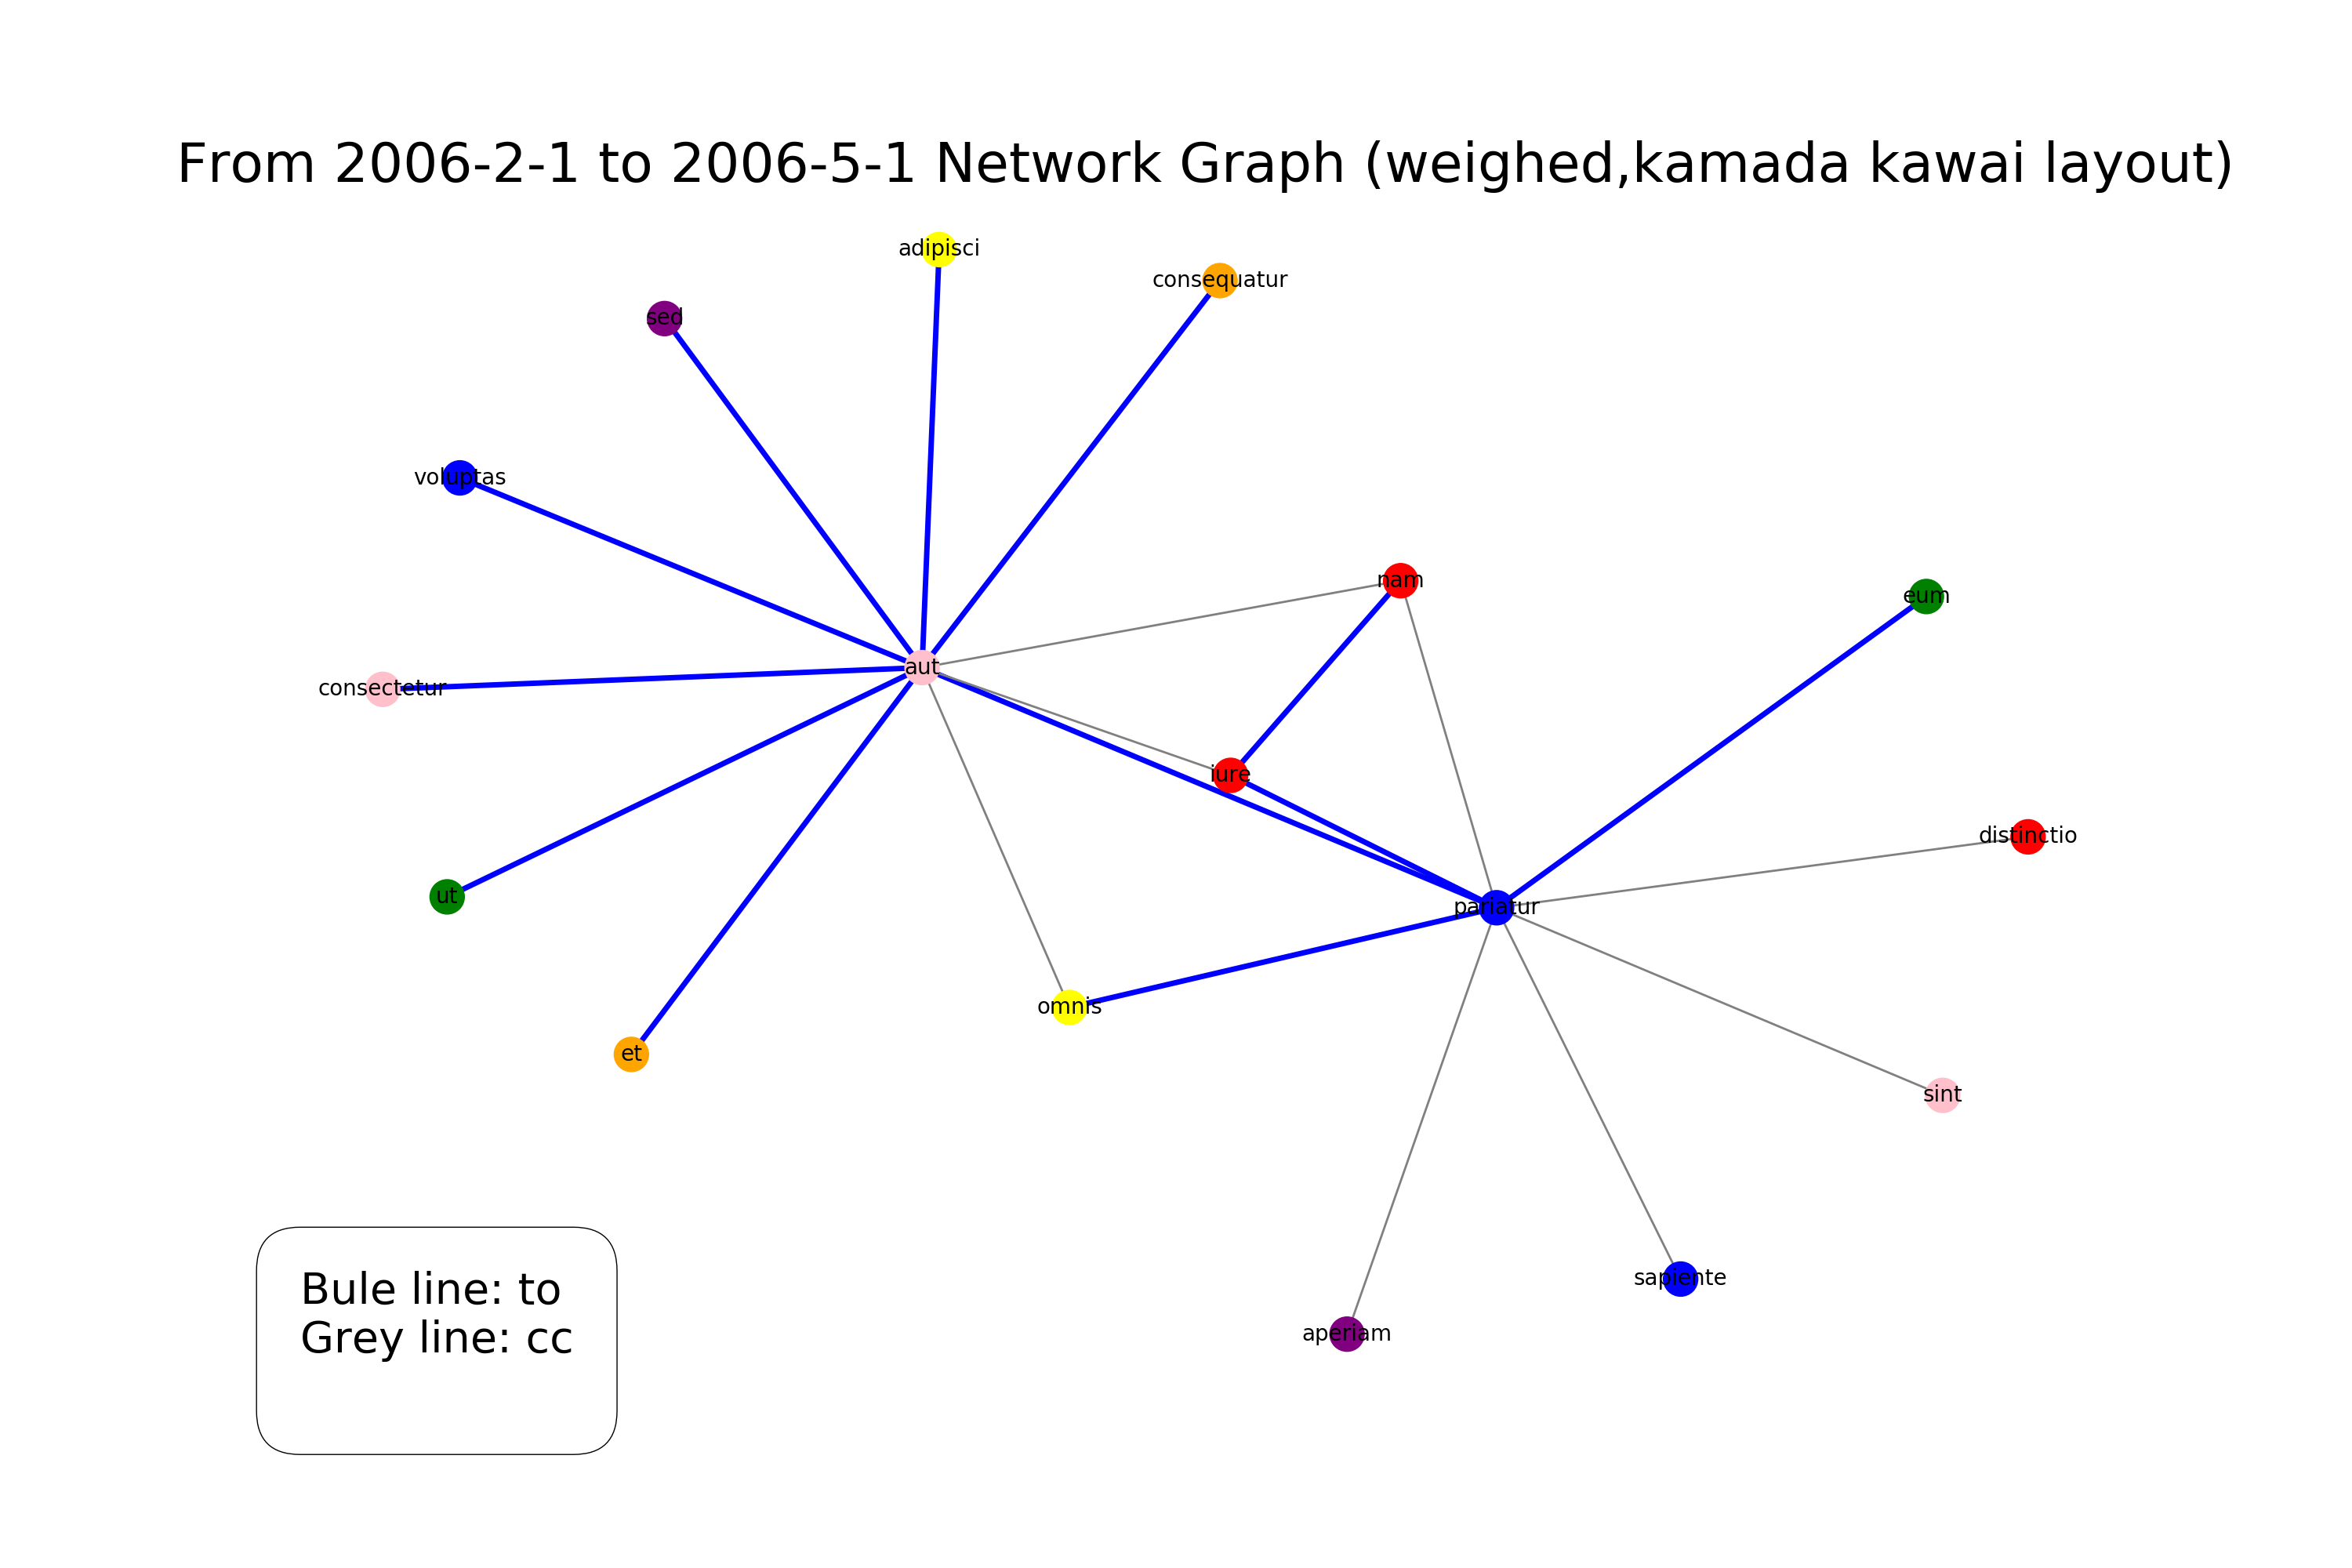 From 2006-2-1 to 2006-5-1 Network Graph (weighed,kamada kawai layout)
adipisci
consequatur
sed
voluptas
nam
eum
aut
consectetur
iure
distinctio
ut
pariatur
omnis
et
sint
sapiente
aperiam
Bule line: to
Grey line: cc